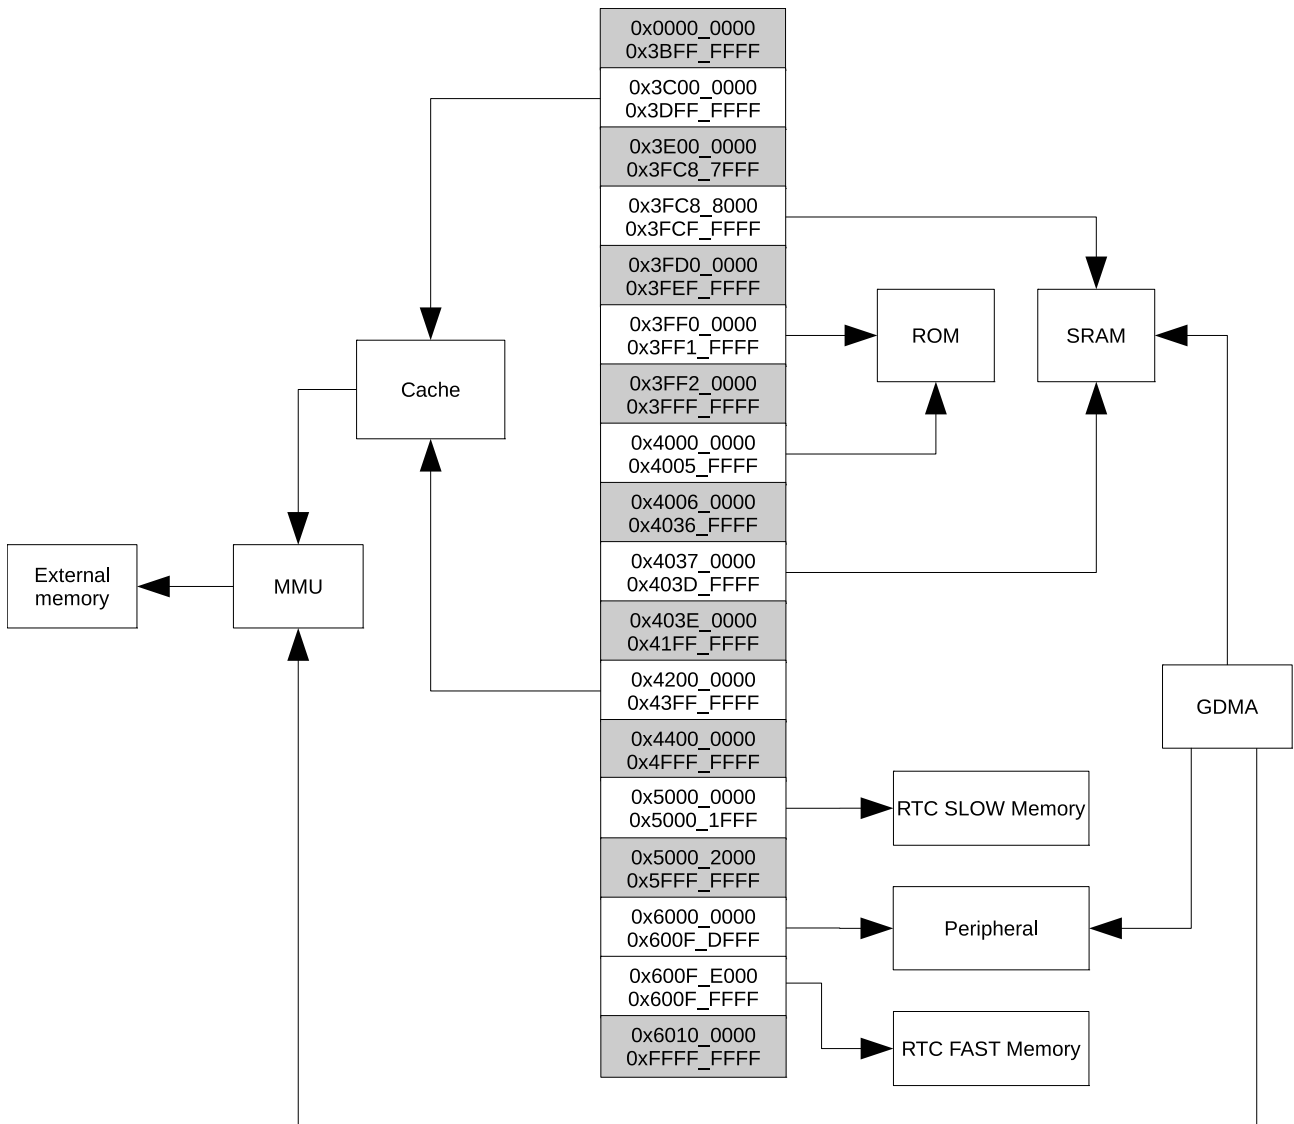 0x0000_0000
0x3BFF_FFFF
0x3C00_0000
0x3DFF_FFFF
0x3E00_0000
0x3FC8_7FFF
0x3FC8_8000
0x3FCF_FFFF
0x3FD0_0000
0x3FEF_FFFF
0x3FF0_0000
0x3FF1_FFFF
0x3FF2_0000
0x3FFF_FFFF
0x4000_0000
0x4005_FFFF
0x4006_0000
0x4036_FFFF
0x4037_0000
0x403D_FFFF
0x403E_0000
0x41FF_FFFF
0x4200_0000
0x43FF_FFFF
0x4400_0000
0x4FFF_FFFF
0x5000_0000
0x5000_1FFF
0x5000_2000
0x5FFF_FFFF
0x6000_0000
0x600F_DFFF
0x600F_E000
0x600F_FFFF
0x6010_0000
0xFFFF_FFFF
Cache
External
memory
MMU
ROM
SRAM
GDMA
RTC SLOW Memory
Peripheral
RTC FAST Memory